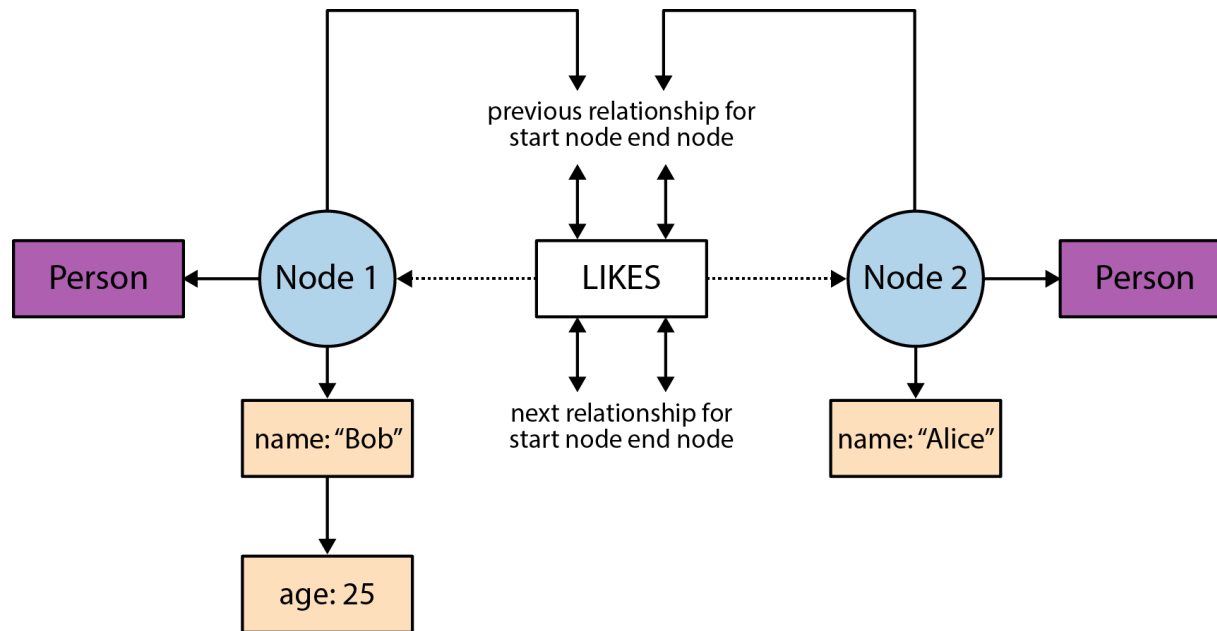 previous relationship for
start node end node
Person
Node 1
LIKES
Node 2
Person
name: “Bob”
next relationship for
start node end node
name: “Alice”
age: 25